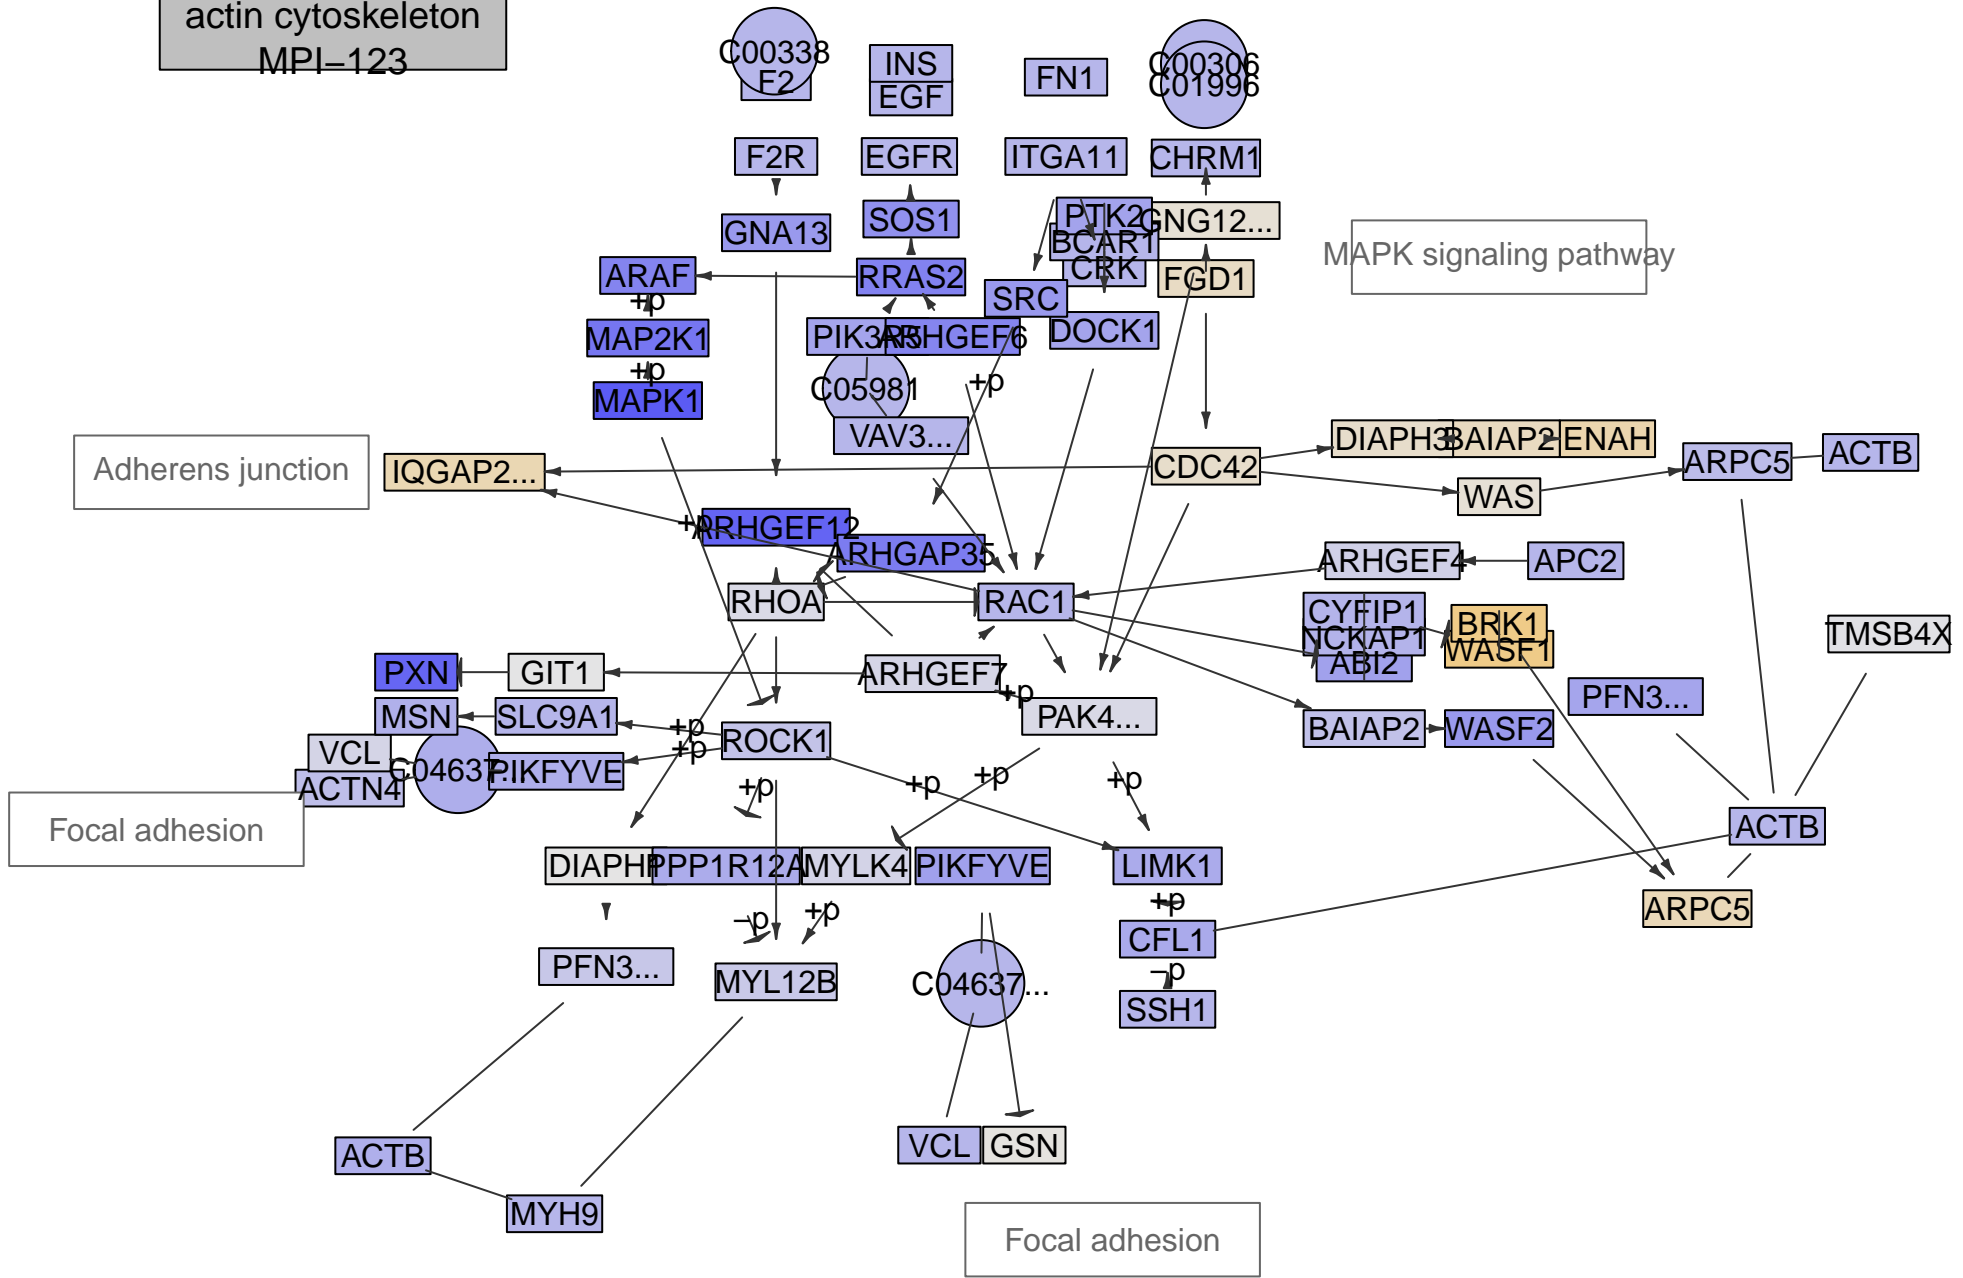 actin cytoskeleton
MPI−123
C00338
F2
INS
EGF
FN1
C00306
C01996
F2R
EGFR
ITGA11
CHRM1
GNA13
SOS1
PTK2
BCAR1
CRK
GNG12...
FGD1
MAPK signaling pathway
ARAF
+p
RRAS2
SRC
MAP2K1
ARHGEF6
DOCK1
+p
MAPK1
C05981
+p
VAV3...
Adherens junction
IQGAP2...
CDC42
DIAPH3
BAIAP2
ENAH
ARPC5
ACTB
WAS
+p
ARHGEF12
ARHGAP35
ARHGEF4
APC2
RHOA
RAC1
CYFIP1
NCKAP1
ABI2
BRK1
WASF1
TMSB4X
PXN
GIT1
ARHGEF7
+p
PFN3...
MSN
SLC9A1
+p
ROCK1
PAK4...
BAIAP2
WASF2
VCL
ACTN4
C04637...
PIKFYVE
+p
+p
+p
+p
+p
Focal adhesion
ACTB
PPP1R12A
MYLK4
PIKFYVE
LIMK1
+p
ARPC5
−p
+p
CFL1
PFN3...
MYL12B
C04637...
−p
SSH1
ACTB
VCL
GSN
MYH9
Focal adhesion